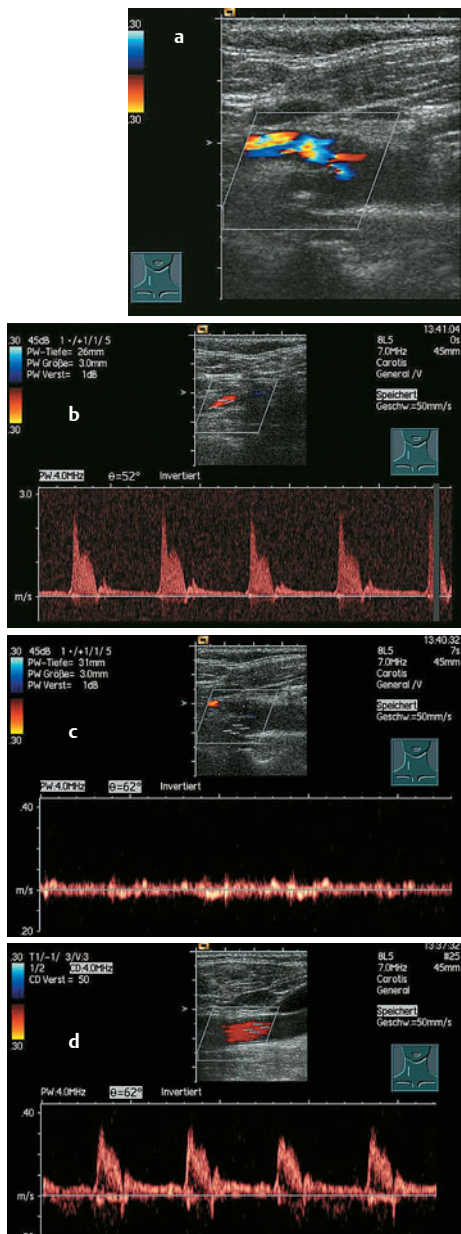 .30
a
.30
.30 45dB 1 ·/+1/1/ 5
PW-Tiefe= 26mm
PW Größe= 3.0mm
PW Verst= 1dB
.30
b
13:41:04
8L5 0s
7.0MHz 45mm
Carotis
General /V
Speichert
Geschw.=50mm/s
PW:4.0MHz θ=52° Invertiert
3.0
m/s
.30 45dB 1 ·/+1/1/ 5
PW-Tiefe= 31mm
PW Größe= 3.0mm
PW Verst= 1dB
.30
c
13:40:32
8L5 7s
7.0MHz 45mm
Carotis
General /V
Speichert
Geschw.=50mm/s
PW:4.0MHz θ=62° Invertiert
.40
m/s
.20
.30 T1/-1/ 3/V:3
1/2 CD:4.0MHz
CD Verst = 50
.30
d
13:37:32
8L5 #25
7.0MHz 45mm
Carotis
General
Speichert
Geschw.=50mm/s
PW:4.0MHz θ=62° Invertiert
.40
m/s